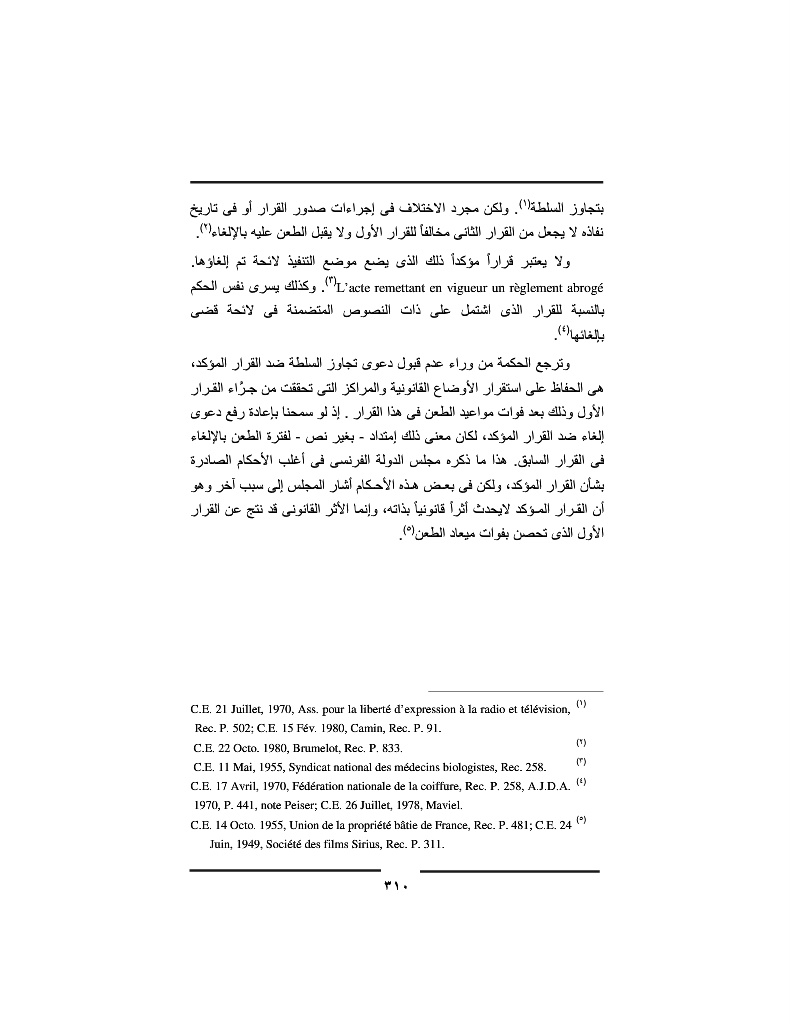 بتجاوز السلطة(١). ولكن مجرد الاختلاف فى إجراءات صدور القرار أو فى تاريخ
نفاذه لا يجعل من القرار الثانى مخالفاً للقرار الأول ولا يقبل الطعن عليه بالإلغاء(٢).
ولا يعتبر قراراً مؤكداً ذلك الذى يضع موضع التنفيذ لائحة تم إلغاؤها.
L'acte remettant en vigueur un règlement abrogé(٣). وكذلك يسرى نفس الحكم
بالنسبة للقرار الذى اشتمل على ذات النصوص المتضمنة فى لائحة قضى
بإلغائها(٤).
وترجع الحكمة من وراء عدم قبول دعوى تجاوز السلطة ضد القرار المؤكد،
هى الحفاظ على استقرار الأوضاع القانونية والمراكز التى تحققت من جـرَّاء القـرار
الأول وذلك بعد فوات مواعيد الطعن فى هذا القرار . إذ لو سمحنا بإعادة رفع دعوى
إلغاء ضد القرار المؤكد، لكان معنى ذلك إمتداد - بغير نص - لفترة الطعن بالإلغاء
فى القرار السابق. هذا ما ذكره مجلس الدولة الفرنسى فى أغلب الأحكام الصادرة
بشأن القرار المؤكد، ولكن فى بعـض هـذه الأحـكام أشار المجلس إلى سبب آخر وهو
أن القـرار المـؤكد لايحدث أثراً قانونياً بذاته، وإنما الأثر القانونى قد نتج عن القرار
الأول الذى تحصن بفوات ميعاد الطعن(٥).
(١) C.E. 21 Juillet, 1970, Ass. pour la liberté d'expression à la radio et télévision,
Rec. P. 502; C.E. 15 Fév. 1980, Camin, Rec. P. 91.
(٢) C.E. 22 Octo. 1980, Brumelot, Rec. P. 833.
(٣) C.E. 11 Mai, 1955, Syndicat national des médecins biologistes, Rec. 258.
(٤) C.E. 17 Avril, 1970, Fédération nationale de la coiffure, Rec. P. 258, A.J.D.A.
1970, P. 441, note Peiser; C.E. 26 Juillet, 1978, Maviel.
(٥) C.E. 14 Octo. 1955, Union de la propriété bâtie de France, Rec. P. 481; C.E. 24
Juin, 1949, Société des films Sirius, Rec. P. 311.
٣١٠